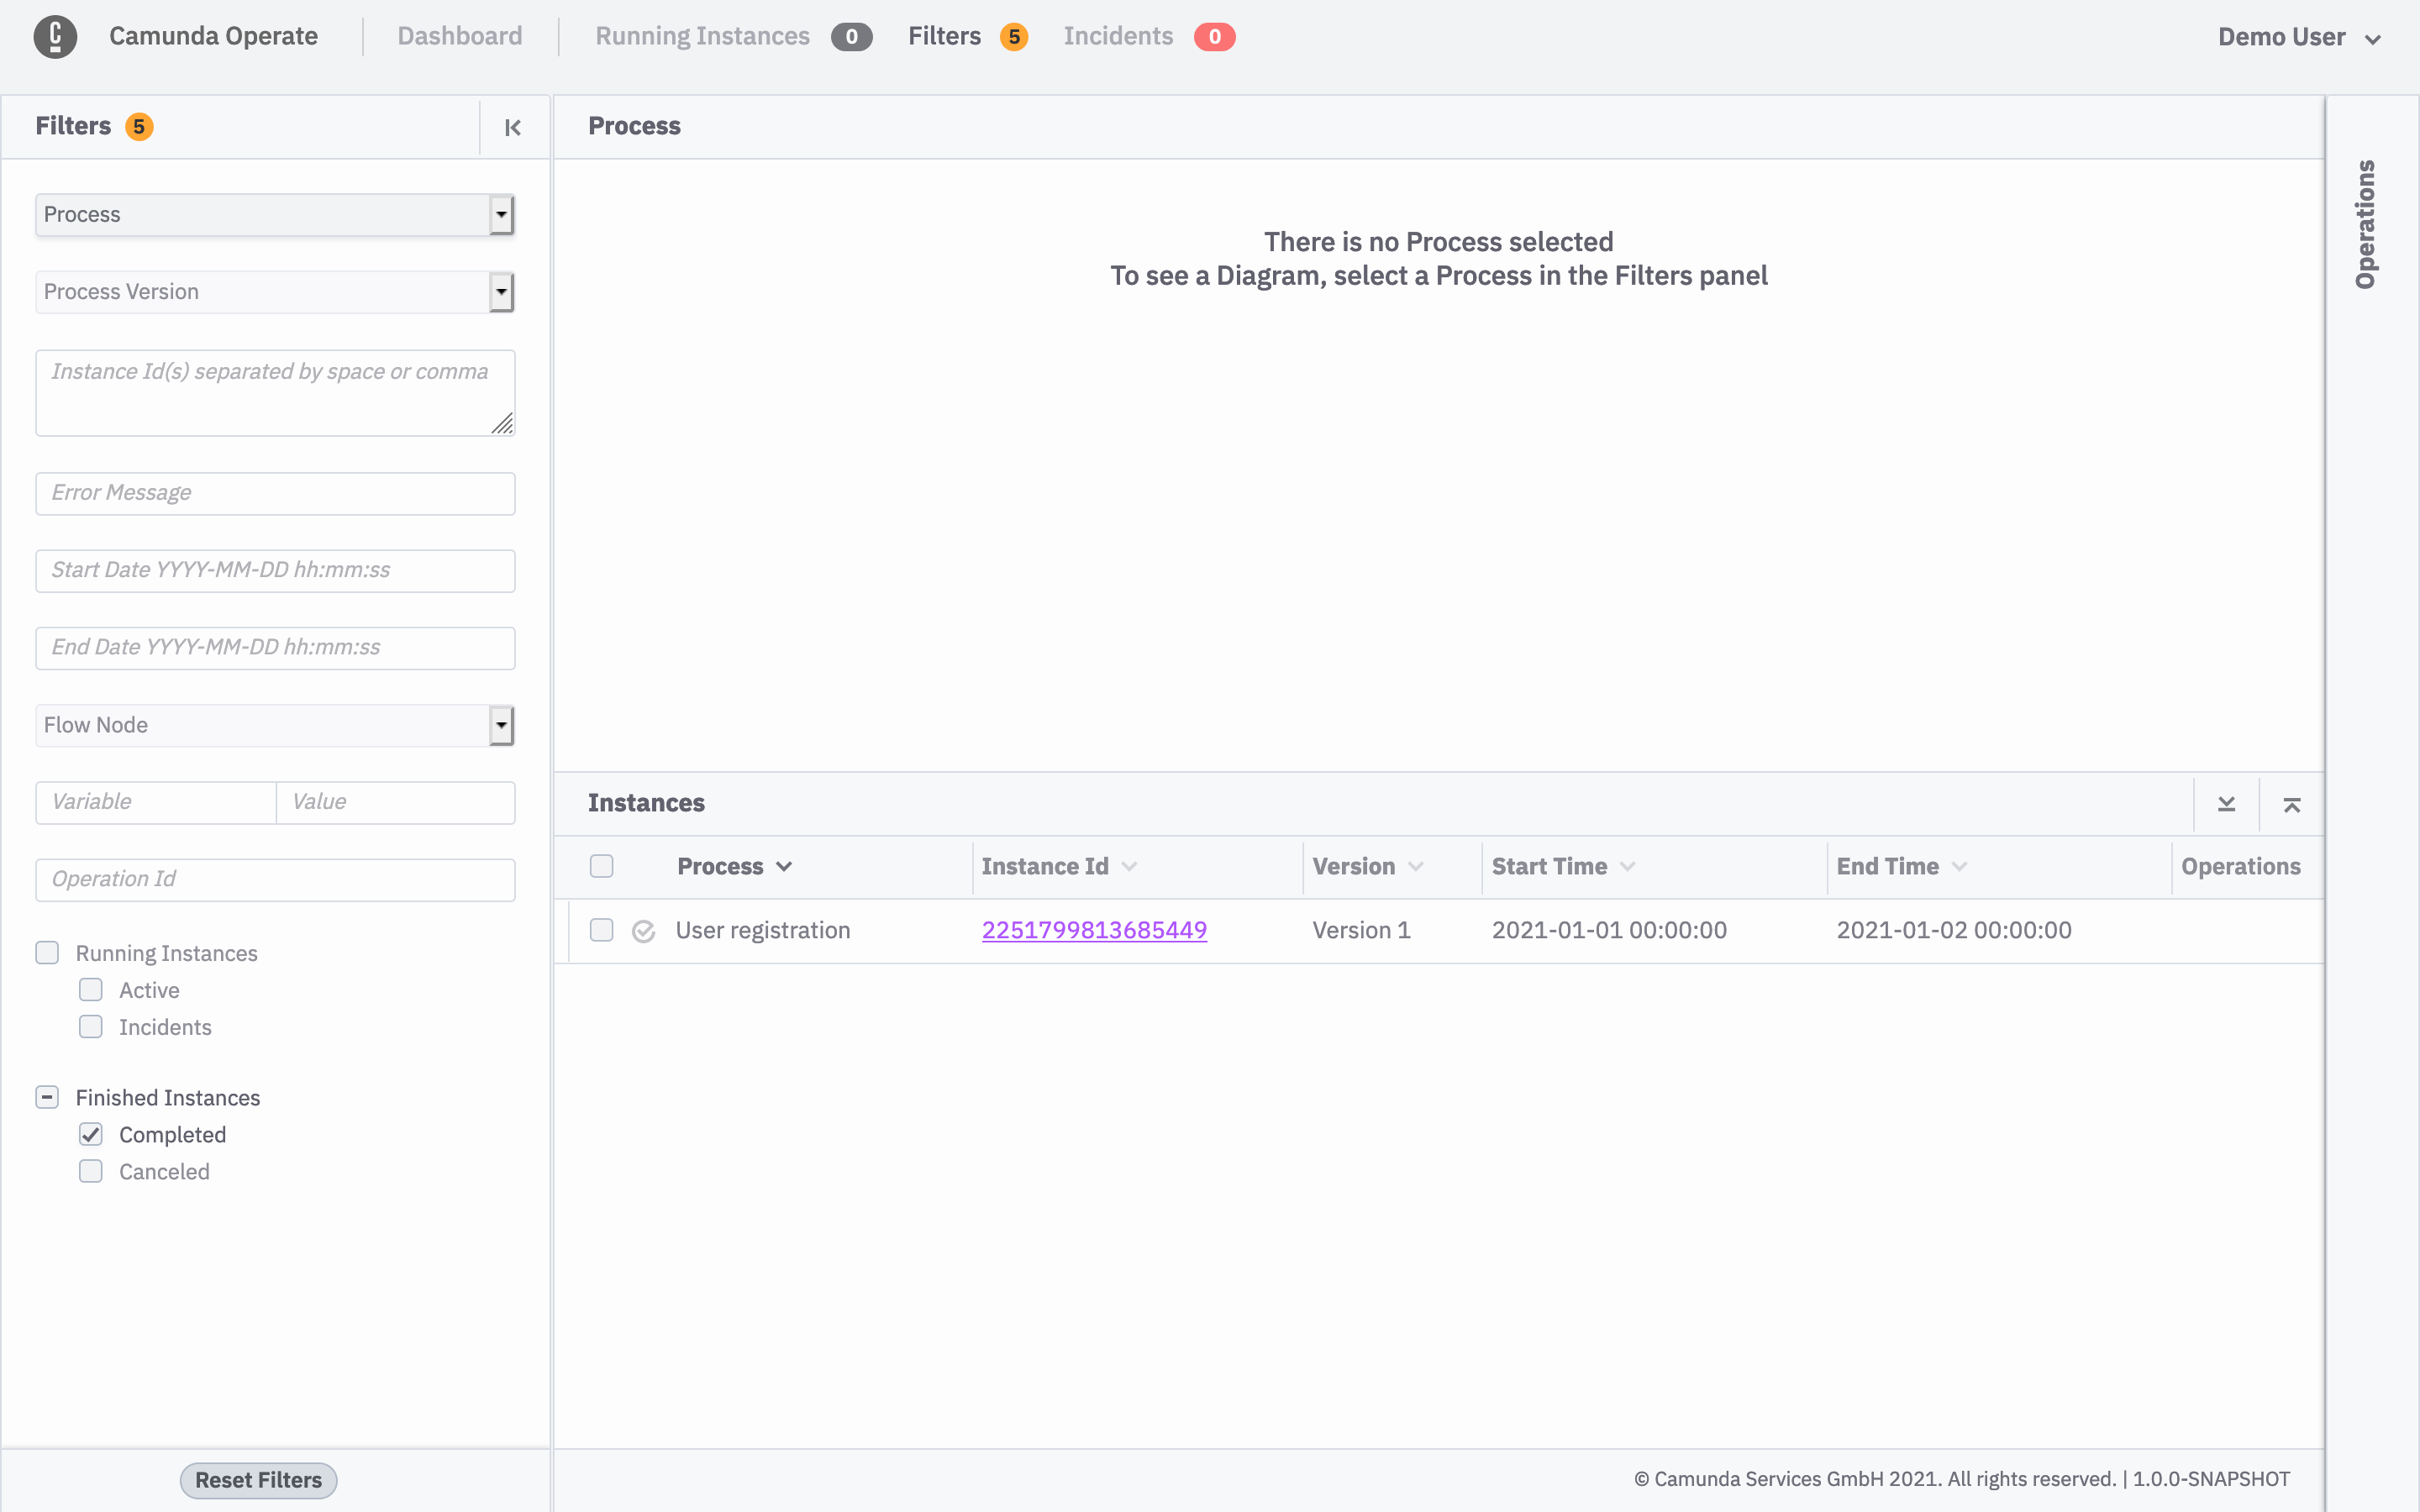 Camunda Operate
Dashboard
Running Instances 0
Filters 5
Incidents 0
Demo User
Filters 5
Process
Process Version
Instance Id(s) separated by space or comma
Error Message
Start Date YYYY-MM-DD hh:mm:ss
End Date YYYY-MM-DD hh:mm:ss
Flow Node
Variable
Value
Operation Id
Running Instances
Active
Incidents
Finished Instances
Completed
Canceled
Reset Filters
Process
There is no Process selected
To see a Diagram, select a Process in the Filters panel
Instances
Process Instance Id Version Start Time End Time Operations
User registration 2251799813685449 Version 1 2021-01-01 00:00:00 2021-01-02 00:00:00
© Camunda Services GmbH 2021. All rights reserved. | 1.0.0-SNAPSHOT
Operations